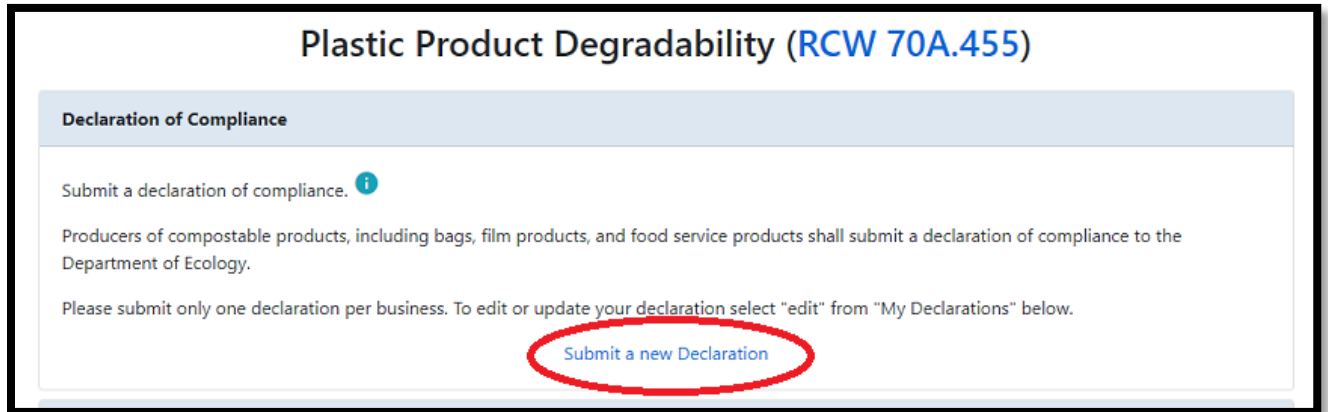 Plastic Product Degradability (RCW 70A.455)
Declaration of Compliance
Submit a declaration of compliance. i
Producers of compostable products, including bags, film products, and food service products shall submit a declaration of compliance to the
Department of Ecology.
Please submit only one declaration per business. To edit or update your declaration select "edit" from "My Declarations" below.
Submit a new Declaration